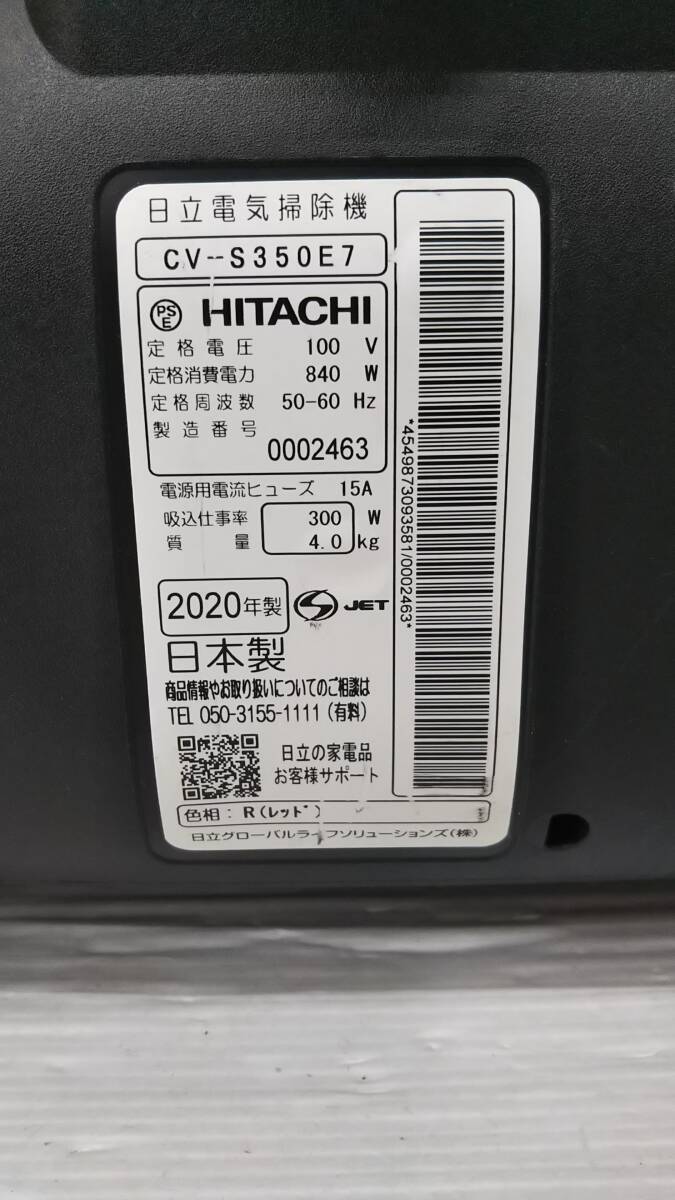 日立電気掃除機
CV--S350E7
PSE HITACHI
定格電圧 100 V
定格消費電力 840 W
定格周波数 50-60 Hz
製造番号 0002463
電源用電流ヒューズ 15A
吸込仕事率 300 W
質量 4.0 kg
2020年製 JET
日本製
商品情報やお取り扱いについてのご相談は
TEL 050-3155-1111(有料)
日立の家電品
お客様サポート
色相:R(レッド)
日立グローバルライフソリューションズ(株)
*4549873093581/0002463*